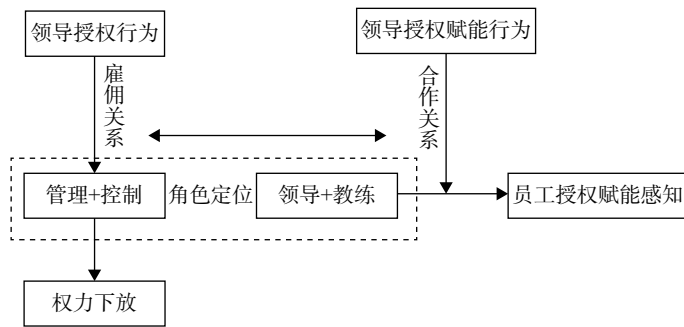 领导授权行为
领导授权赋能行为
雇佣关系
合作关系
管理+控制
角色定位
领导+教练
员工授权赋能感知
权力下放